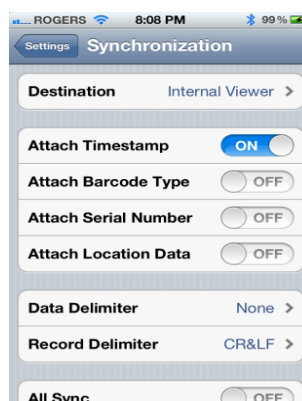 ROGERS 8:08 PM 99%
Settings Synchronization
Destination Internal Viewer >
Attach Timestamp ON
Attach Barcode Type OFF
Attach Serial Number OFF
Attach Location Data OFF
Data Delimiter None >
Record Delimiter CR&LF >
All Sync OFF